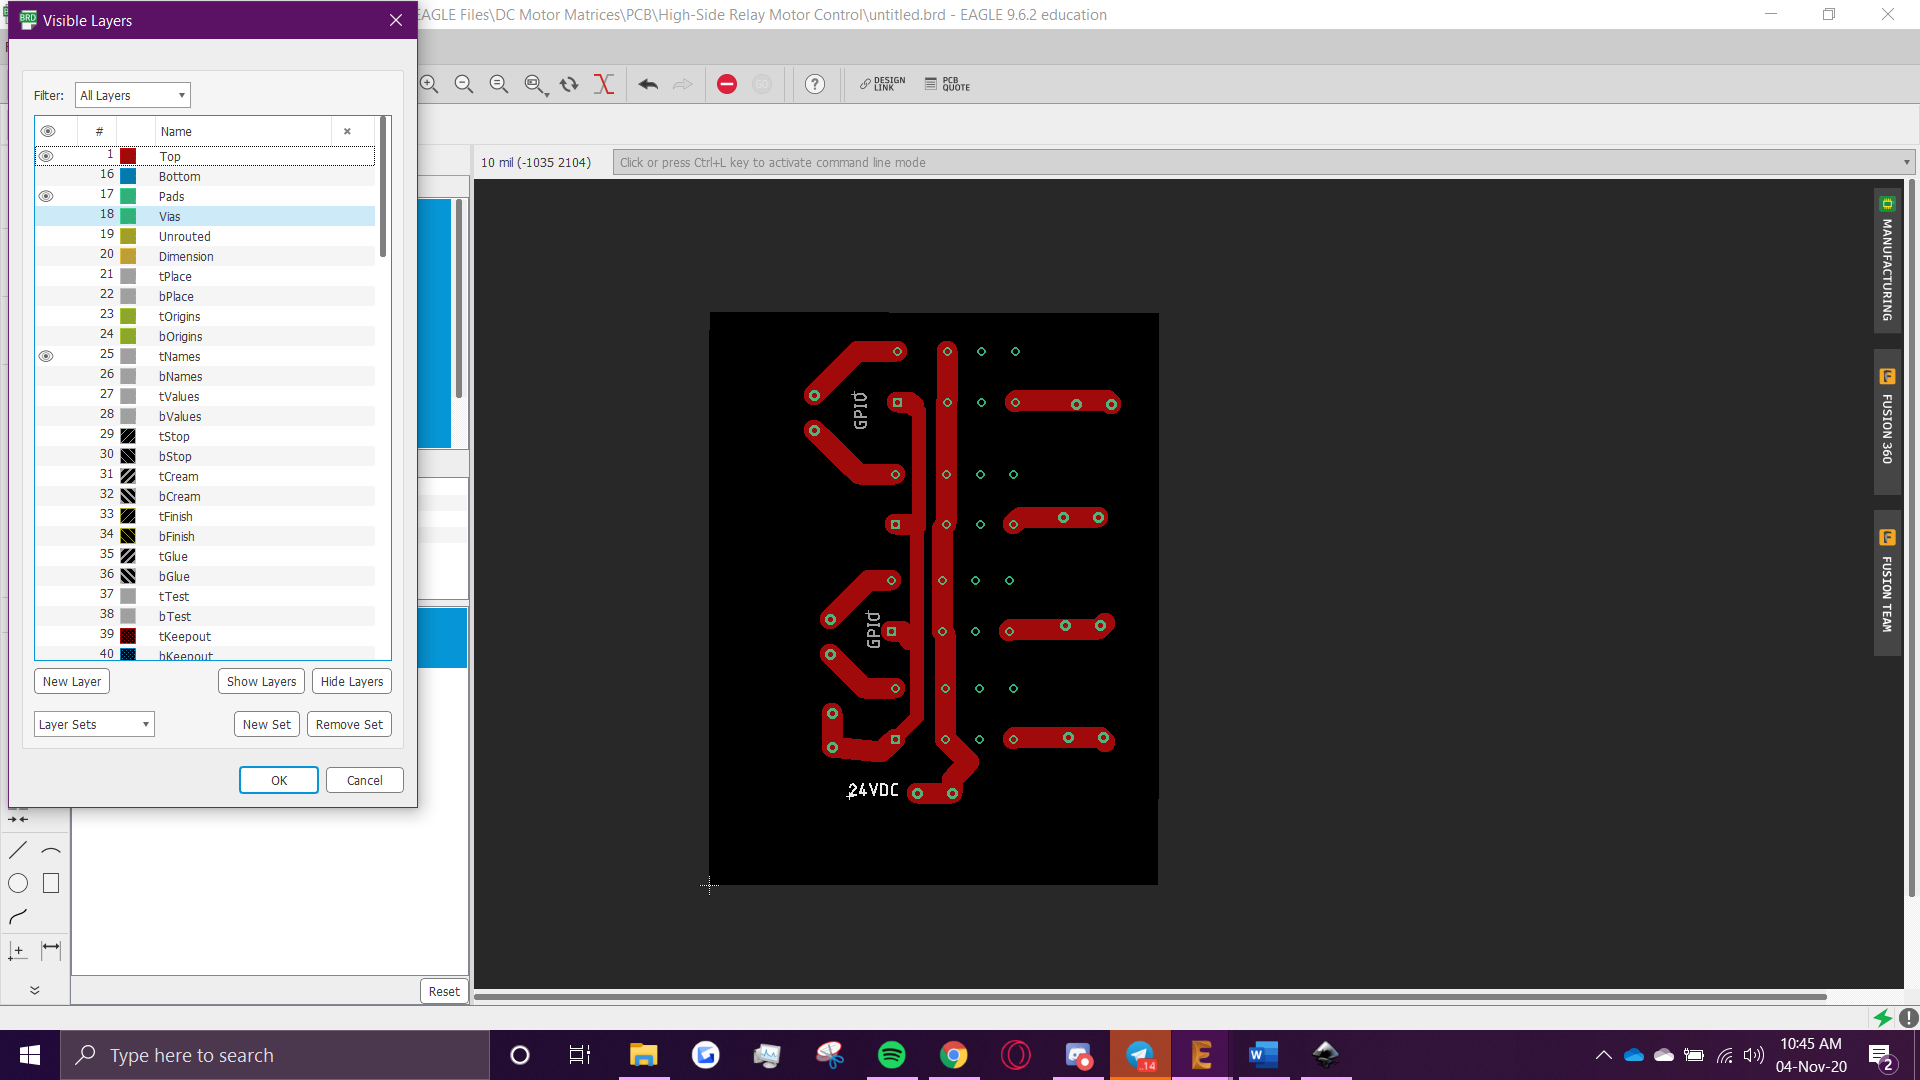 Visible Layers
EAGLE Files\DC Motor Matrices\PCB\High-Side Relay Motor Control\untitled.brd - EAGLE 9.6.2 education
Filter: All Layers
DESIGN LINK
PCB QUOTE
# Name
1 Top
16 Bottom
17 Pads
18 Vias
19 Unrouted
20 Dimension
21 tPlace
22 bPlace
23 tOrigins
24 bOrigins
25 tNames
26 bNames
27 tValues
28 bValues
29 tStop
30 bStop
31 tCream
32 bCream
33 tFinish
34 bFinish
35 tGlue
36 bGlue
37 tTest
38 bTest
39 tKeepout
40 bKeepout
New Layer Show Layers Hide Layers
Layer Sets New Set Remove Set
OK Cancel
10 mil (-1035 2104) Click or press Ctrl+L key to activate command line mode
GPIO
GPIO
24VDC
MANUFACTURING
FUSION 360
FUSION TEAM
Reset
Type here to search
..14
10:45 AM
04-Nov-20
2